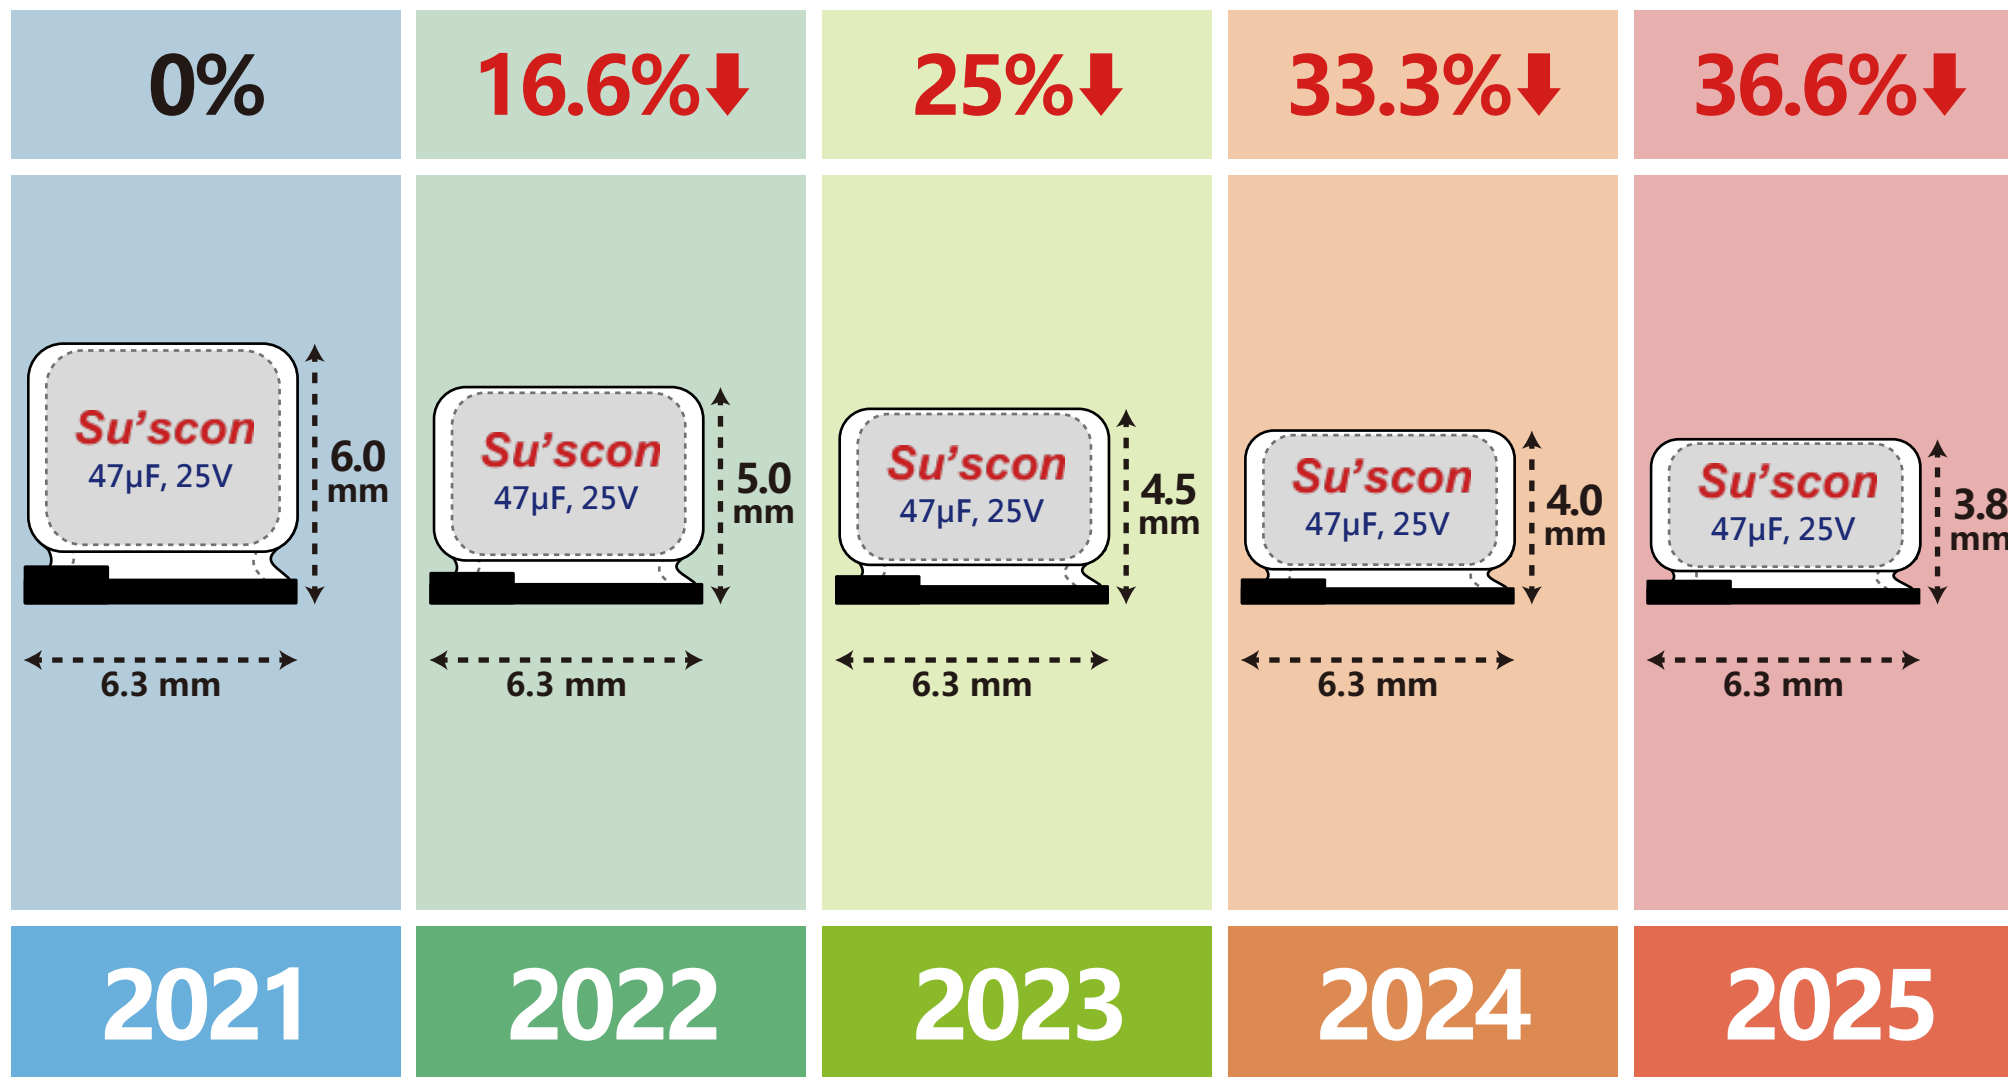 0%
16.6%
25%
33.3%
36.6%
Su'scon
47μF, 25V
6.0
mm
6.3 mm
Su'scon
47μF, 25V
5.0
mm
6.3 mm
Su'scon
47μF, 25V
4.5
mm
6.3 mm
Su'scon
47μF, 25V
4.0
mm
6.3 mm
Su'scon
47μF, 25V
3.8
mm
6.3 mm
2021
2022
2023
2024
2025